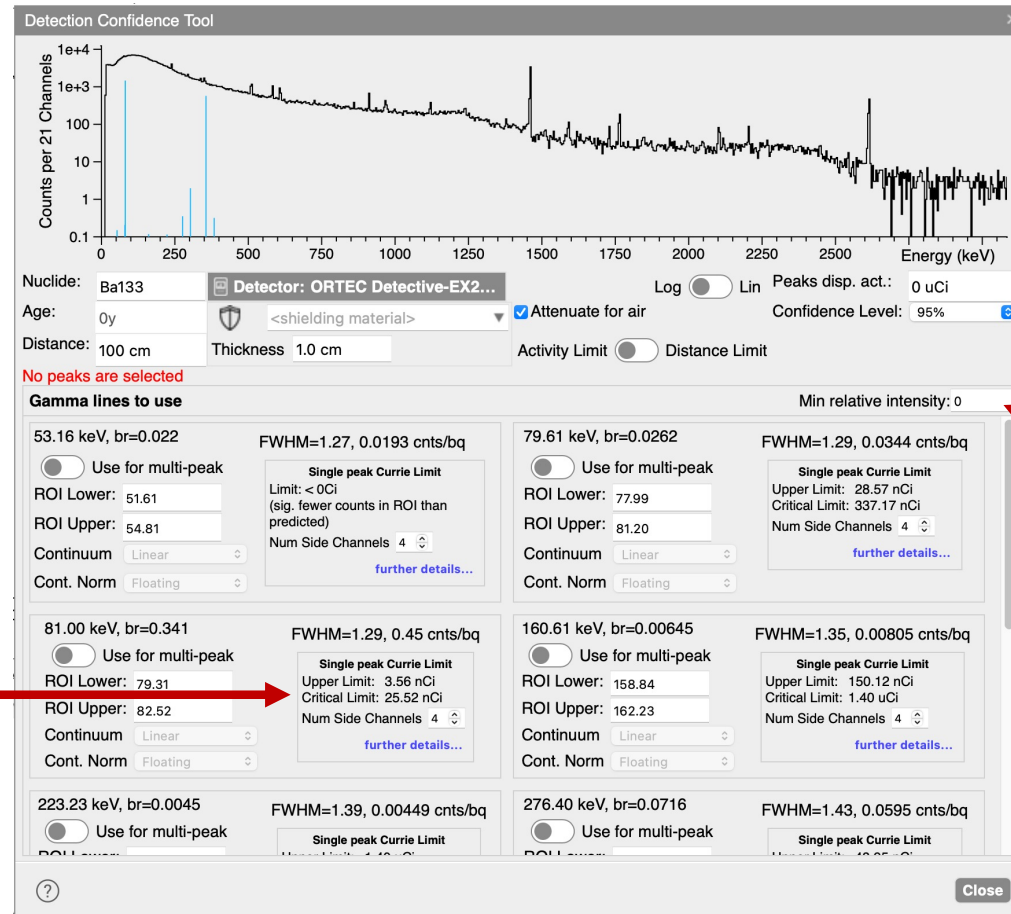 Detection Confidence Tool
Counts per 21 Channels
1e+4
1e+3
100
10
1
0.1
0 250 500 750 1000 1250 1500 1750 2000 2250 2500 Energy (keV)
Nuclide: Ba133 Detector: ORTEC Detective-EX2... Log Lin Peaks disp. act.: 0 uCi
Age: 0y <shielding material> Attenuate for air Confidence Level: 95%
Distance: 100 cm Thickness 1.0 cm Activity Limit Distance Limit
No peaks are selected
Gamma lines to use Min relative intensity: 0
53.16 keV, br=0.022 FWHM=1.27, 0.0193 cnts/bq
Use for multi-peak
ROI Lower: 51.61
ROI Upper: 54.81
Continuum Linear
Cont. Norm Floating
Single peak Currie Limit
Limit: < 0Ci
(sig. fewer counts in ROI than
predicted)
Num Side Channels 4
further details...
79.61 keV, br=0.0262 FWHM=1.29, 0.0344 cnts/bq
Use for multi-peak
ROI Lower: 77.99
ROI Upper: 81.20
Continuum Linear
Cont. Norm Floating
Single peak Currie Limit
Upper Limit: 28.57 nCi
Critical Limit: 337.17 nCi
Num Side Channels 4
further details...
81.00 keV, br=0.341 FWHM=1.29, 0.45 cnts/bq
Use for multi-peak
ROI Lower: 79.31
ROI Upper: 82.52
Continuum Linear
Cont. Norm Floating
Single peak Currie Limit
Upper Limit: 3.56 nCi
Critical Limit: 25.52 nCi
Num Side Channels 4
further details...
160.61 keV, br=0.00645 FWHM=1.35, 0.00805 cnts/bq
Use for multi-peak
ROI Lower: 158.84
ROI Upper: 162.23
Continuum Linear
Cont. Norm Floating
Single peak Currie Limit
Upper Limit: 150.12 nCi
Critical Limit: 1.40 uCi
Num Side Channels 4
further details...
223.23 keV, br=0.0045 FWHM=1.39, 0.00449 cnts/bq
Use for multi-peak
Single peak Currie Limit
276.40 keV, br=0.0716 FWHM=1.43, 0.0595 cnts/bq
Use for multi-peak
Single peak Currie Limit
?
Close